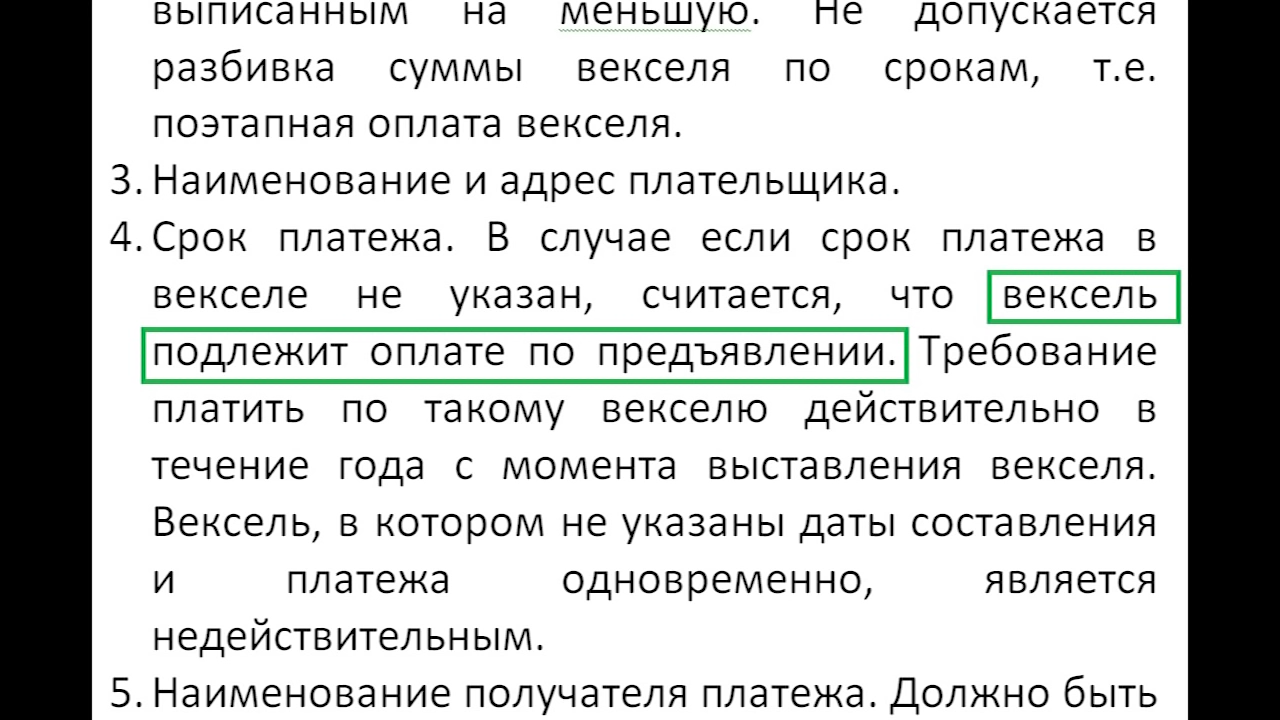 выписанным на меньшую. Не допускается
разбивка суммы векселя по срокам, т.е.
поэтапная оплата векселя.
3. Наименование и адрес плательщика.
4. Срок платежа. В случае если срок платежа в
векселе не указан, считается, что вексель
подлежит оплате по предъявлении. Требование
платить по такому векселю действительно в
течение года с момента выставления векселя.
Вексель, в котором не указаны даты составления
и платежа одновременно, является
недействительным.
5. Наименование получателя платежа. Должно быть